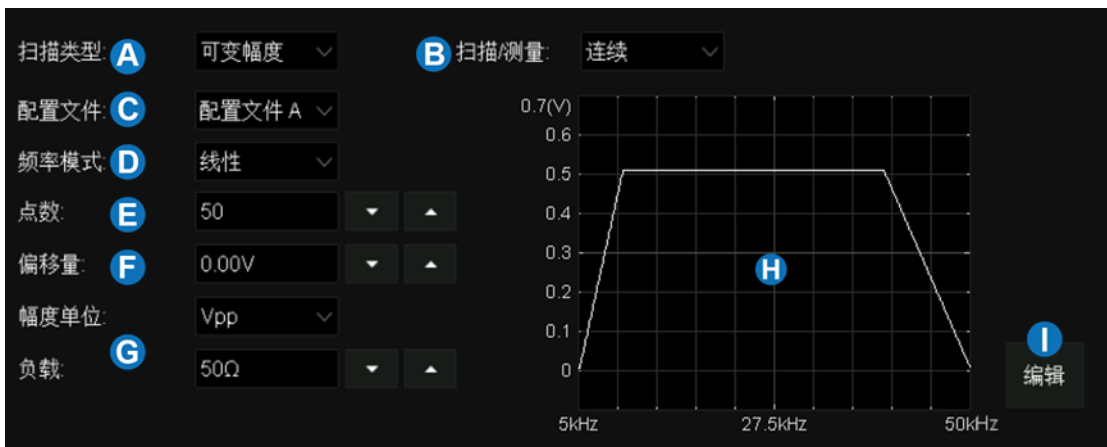 扫描类型: A 可变幅度 B 扫描/测量: 连续
配置文件: C 配置文件 A
频率模式: D 线性
点数: E 50
偏移量: F 0.00V
幅度单位: Vpp
G
负载: 50Ω
0.7(V)
0.6
0.5
0.4
0.3
H
0.2
0.1
0
5kHz 27.5kHz 50kHz
I
编辑